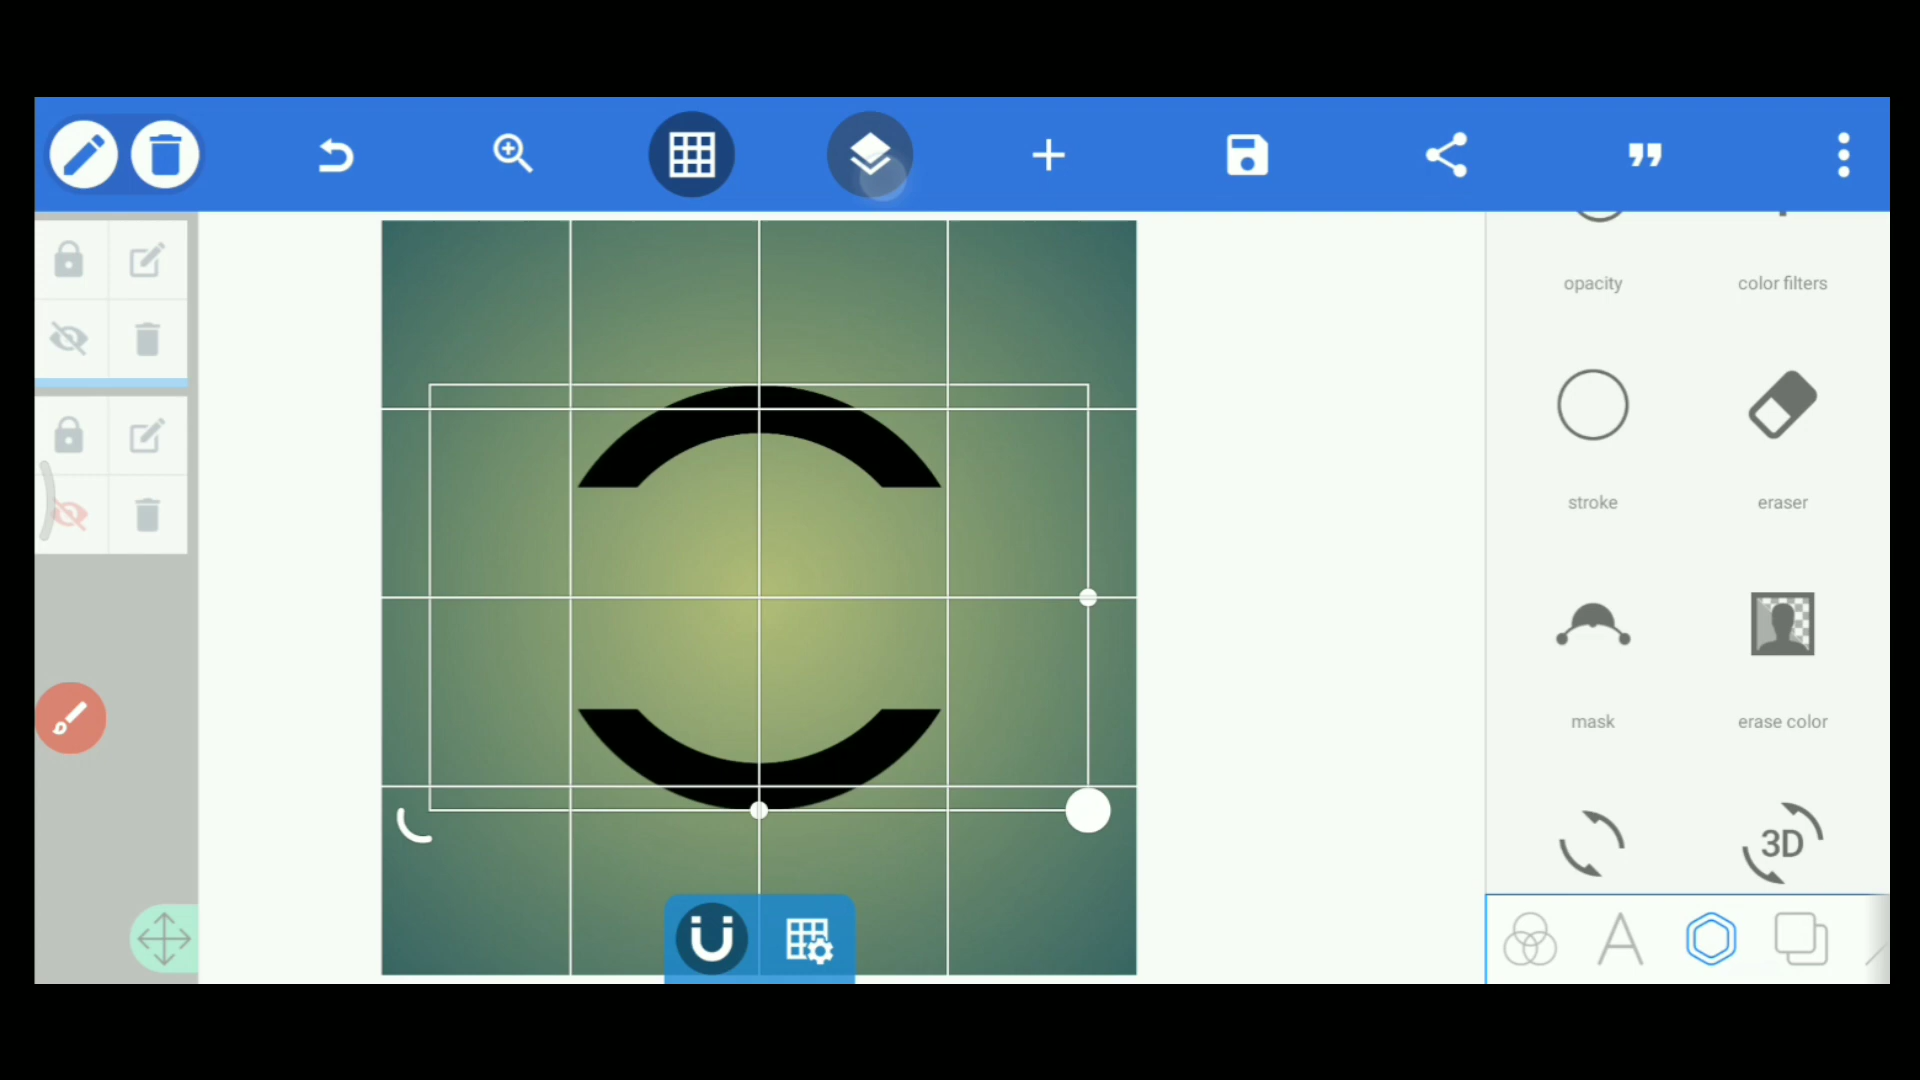 opacity
color filters
stroke
eraser
mask
erase color
3D